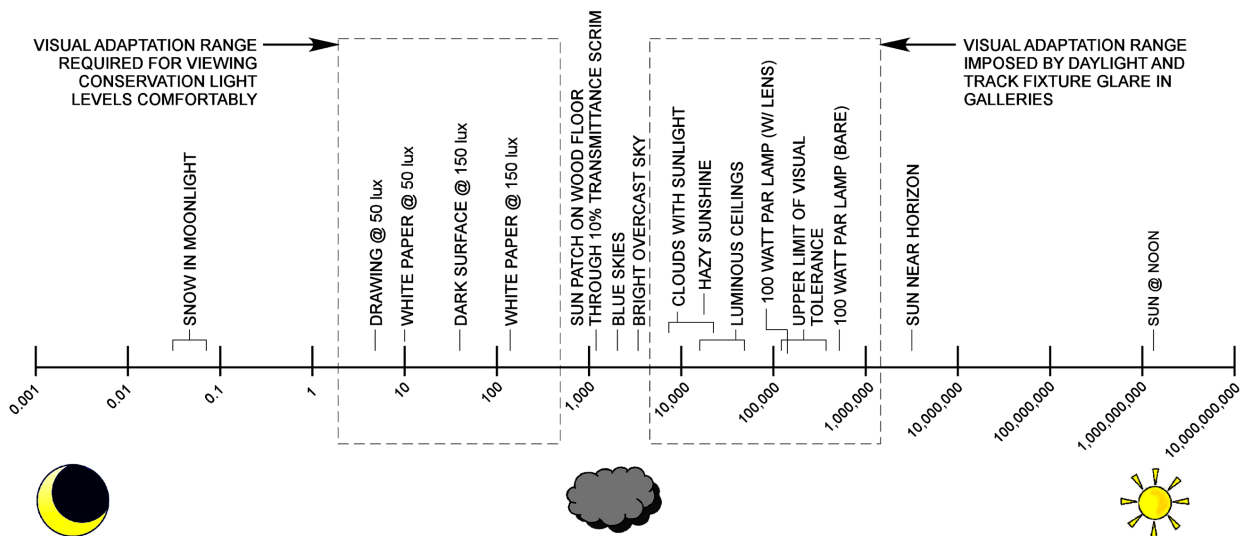 VISUAL ADAPTATION RANGE
REQUIRED FOR VIEWING
CONSERVATION LIGHT
LEVELS COMFORTABLY
VISUAL ADAPTATION RANGE
IMPOSED BY DAYLIGHT AND
TRACK FIXTURE GLARE IN
GALLERIES
SNOW IN MOONLIGHT
DRAWING @ 50 lux
WHITE PAPER @ 50 lux
DARK SURFACE @ 150 lux
WHITE PAPER @ 150 lux
SUN PATCH ON WOOD FLOOR
THROUGH 10% TRANSMITTANCE SCRIM
BLUE SKIES
BRIGHT OVERCAST SKY
CLOUDS WITH SUNLIGHT
HAZY SUNSHINE
LUMINOUS CEILINGS
100 WATT PAR LAMP (W/ LENS)
UPPER LIMIT OF VISUAL
TOLERANCE
100 WATT PAR LAMP (BARE)
SUN NEAR HORIZON
SUN @ NOON
0.001
0.01
0.1
1
10
100
1,000
10,000
100,000
1,000,000
10,000,000
100,000,000
1,000,000,000
10,000,000,000